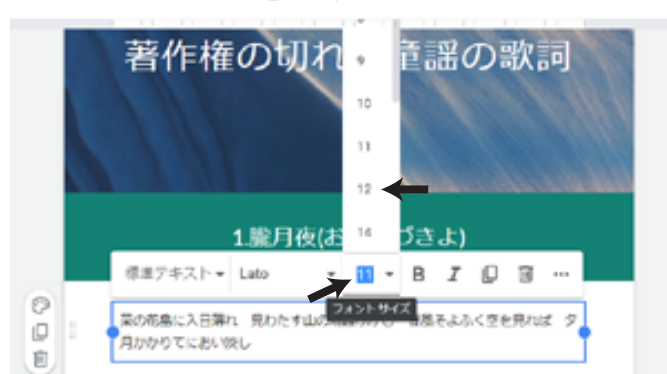 著作権の切れ 童謡の歌詞
9
10
11
12
14
1.朧月夜(お づきよ)
標準テキスト Lato 11 B I
フォント サイズ
菜の花畠に入日薄れ 見わたす山の 春風そよふく空を見れば 夕
月かかりてにおい淡し